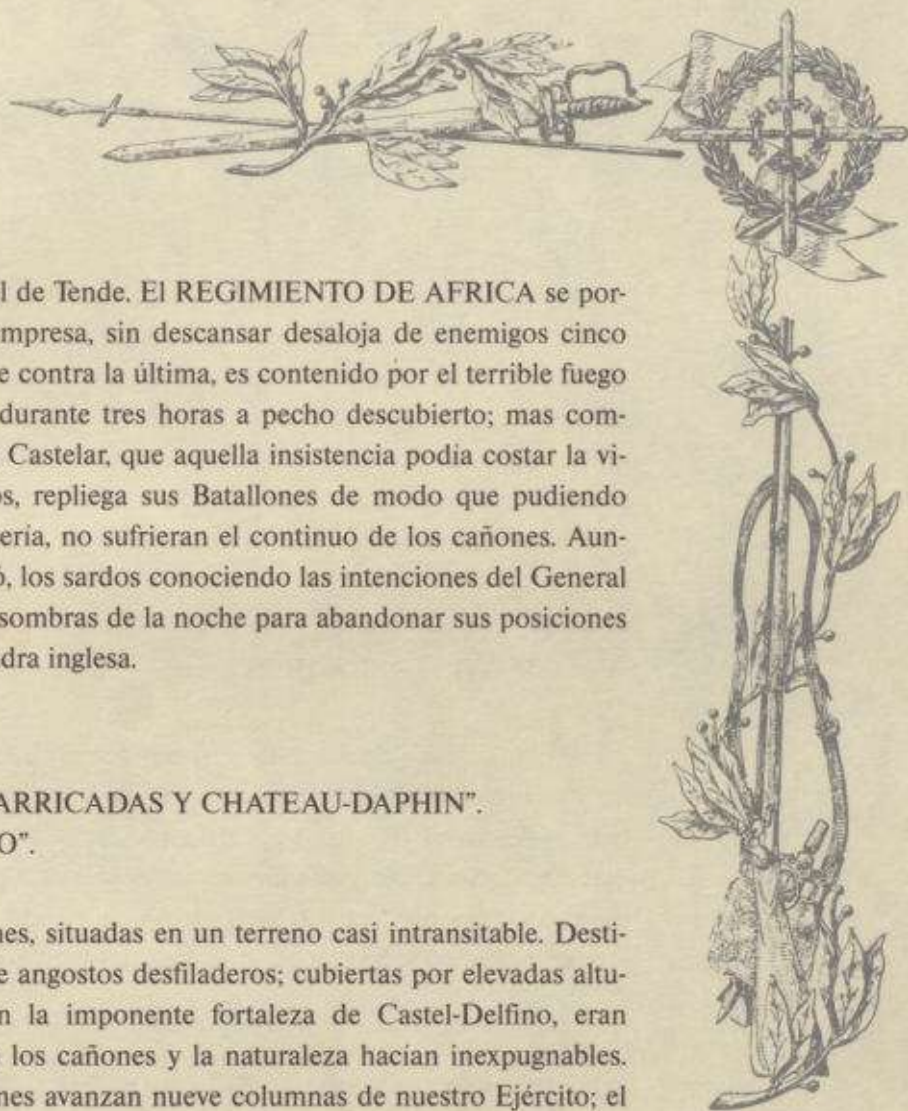 l de Tende. El REGIMIENTO DE AFRICA se por-
mpresa, sin descansar desaloja de enemigos cinco
e contra la última, es contenido por el terrible fuego
durante tres horas a pecho descubierto; mas com-
Castelar, que aquella insistencia podia costar la vi-
os, repliega sus Batallones de modo que pudiendo
ería, no sufrieran el continuo de los cañones. Aun-
ó, los sardos conociendo las intenciones del General
sombras de la noche para abandonar sus posiciones
dra inglesa.
ARRICADAS Y CHATEAU-DAPHIN".
O".
nes, situadas en un terreno casi intransitable. Desti-
e angostos desfiladeros; cubiertas por elevadas altu-
n la imponente fortaleza de Castel-Delfino, eran
los cañones y la naturaleza hacían inexpugnables.
nes avanzan nueve columnas de nuestro Ejército; el